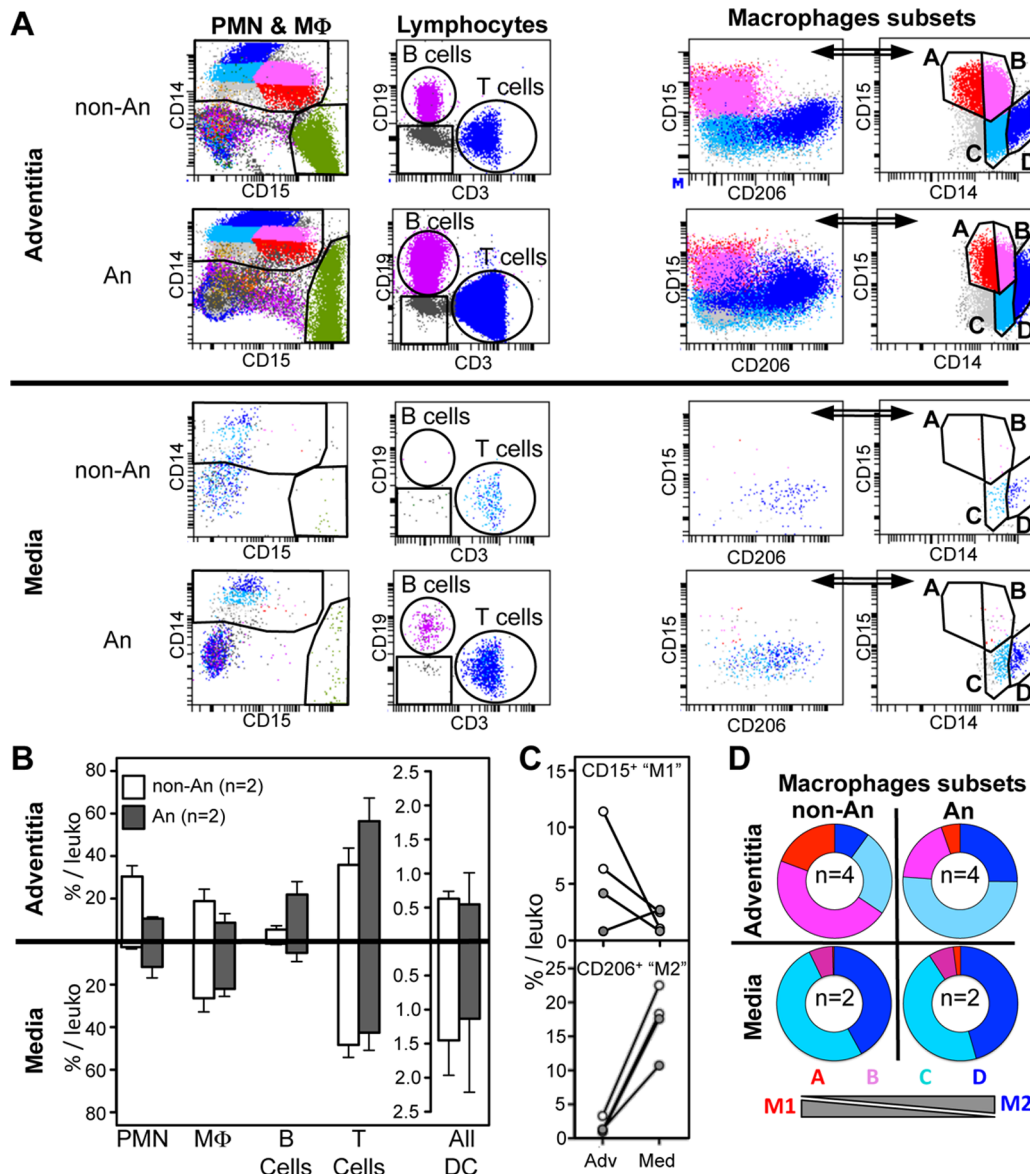 A
PMN & MΦ
Lymphocytes
Macrophages subsets
Adventitia
non-An
CD14
CD15
CD19
B cells
T cells
CD3
CD15
CD206
M
A
B
C
D
CD14
An
CD14
CD15
CD19
B cells
T cells
CD3
CD15
CD206
A
B
C
D
CD14
Media
non-An
CD14
CD15
CD19
B cells
T cells
CD3
CD15
CD206
A
B
C
D
CD14
An
CD14
CD15
CD19
B cells
T cells
CD3
CD15
CD206
A
B
C
D
CD14
B
non-An (n=2)
An (n=2)
Adventitia
% / leuko
80
60
40
20
2.5
2.0
1.5
1.0
0.5
0
Media
% / leuko
20
40
60
80
0.5
1.0
1.5
2.0
2.5
PMN
MΦ
B
Cells
T
Cells
All
DC
C
CD15+ "M1"
15
10
5
0
% / leuko
CD206+ "M2"
25
20
15
10
5
0
Adv
Med
D
Macrophages subsets
non-An
An
Adventitia
n=4
n=4
Media
n=2
n=2
A
B
C
D
M1
M2